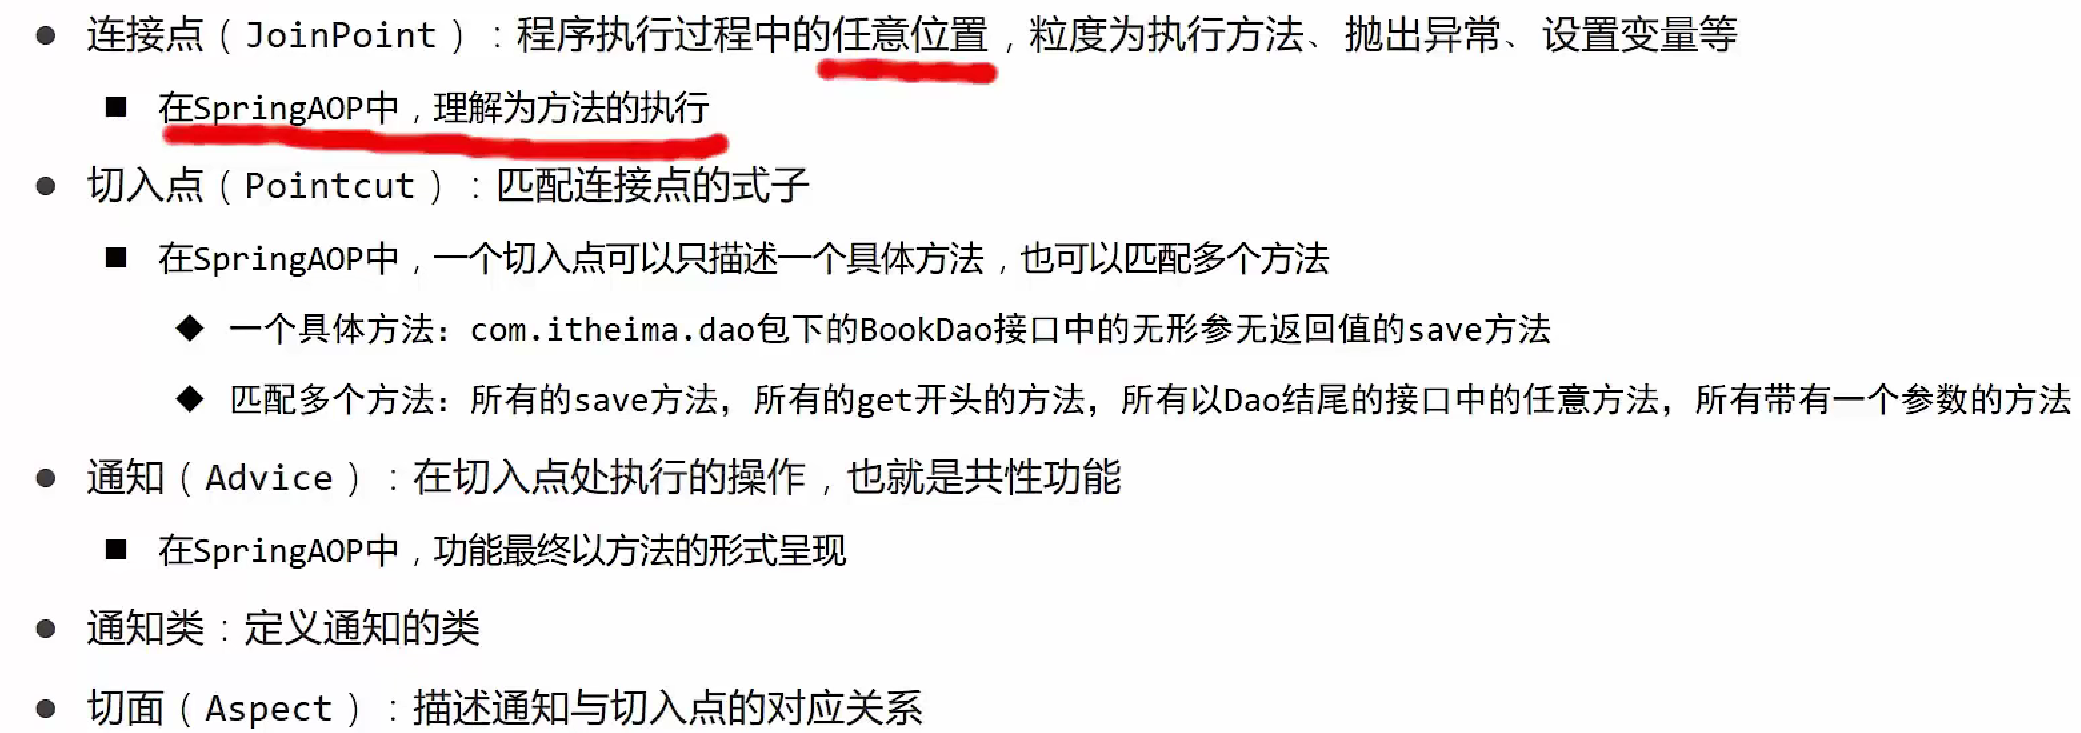 ● 连接点（JoinPoint）：程序执行过程中的任意位置，粒度为执行方法、抛出异常、设置变量等
■ 在SpringAOP中，理解为方法的执行
● 切入点（Pointcut）：匹配连接点的式子
■ 在SpringAOP中，一个切入点可以只描述一个具体方法，也可以匹配多个方法
◆ 一个具体方法：com.itheima.dao包下的BookDao接口中的无形参无返回值的save方法
◆ 匹配多个方法：所有的save方法，所有的get开头的方法，所有以Dao结尾的接口中的任意方法，所有带有一个参数的方法
● 通知（Advice）：在切入点处执行的操作，也就是共性功能
■ 在SpringAOP中，功能最终以方法的形式呈现
● 通知类：定义通知的类
● 切面（Aspect）：描述通知与切入点的对应关系